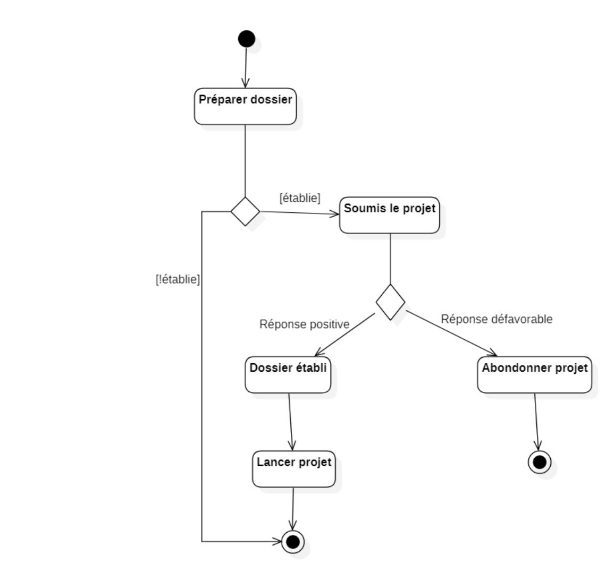 Préparer dossier
[établie]
Soumis le projet
[!établie]
Réponse positive
Réponse défavorable
Dossier établi
Abondonner projet
Lancer projet